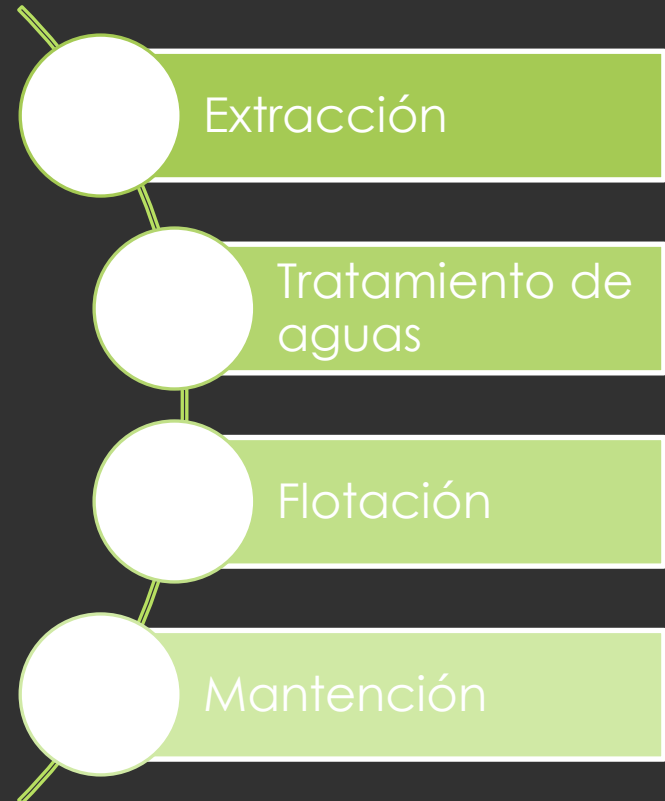 Extracción
Tratamiento de
aguas
Flotación
Mantención